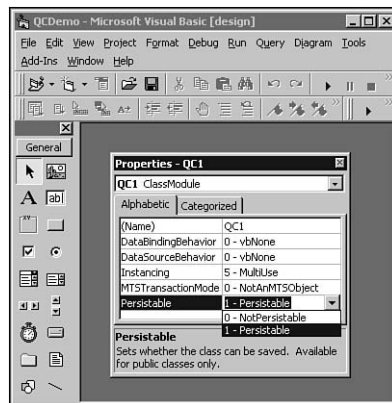 QCDemo - Microsoft Visual Basic [design]
File Edit View Project Format Debug Run Query Diagram Tools
Add-Ins Window Help
General
A
ab|
xv
Properties - QC1
QC1 ClassModule
Alphabetic Categorized
(Name) QC1
DataBindingBehavior 0 - vbNone
DataSourceBehavior 0 - vbNone
Instancing 5 - MultiUse
MTSTransactionMode 0 - NotAnMTSObject
Persistable 1 - Persistable
0 - NotPersistable
1 - Persistable
Persistable
Sets whether the class can be saved. Available
for public classes only.